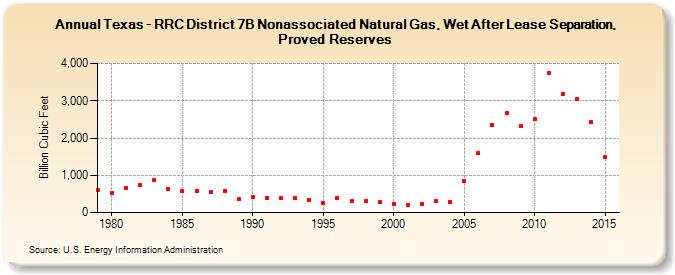 Annual Texas - RRC District 7B Nonassociated Natural Gas, Wet After Lease Separation,
Proved Reserves
Billion Cubic Feet
4,000
3,000
2,000
1,000
0
1980 1985 1990 1995 2000 2005 2010 2015
Source: U.S. Energy Information Administration